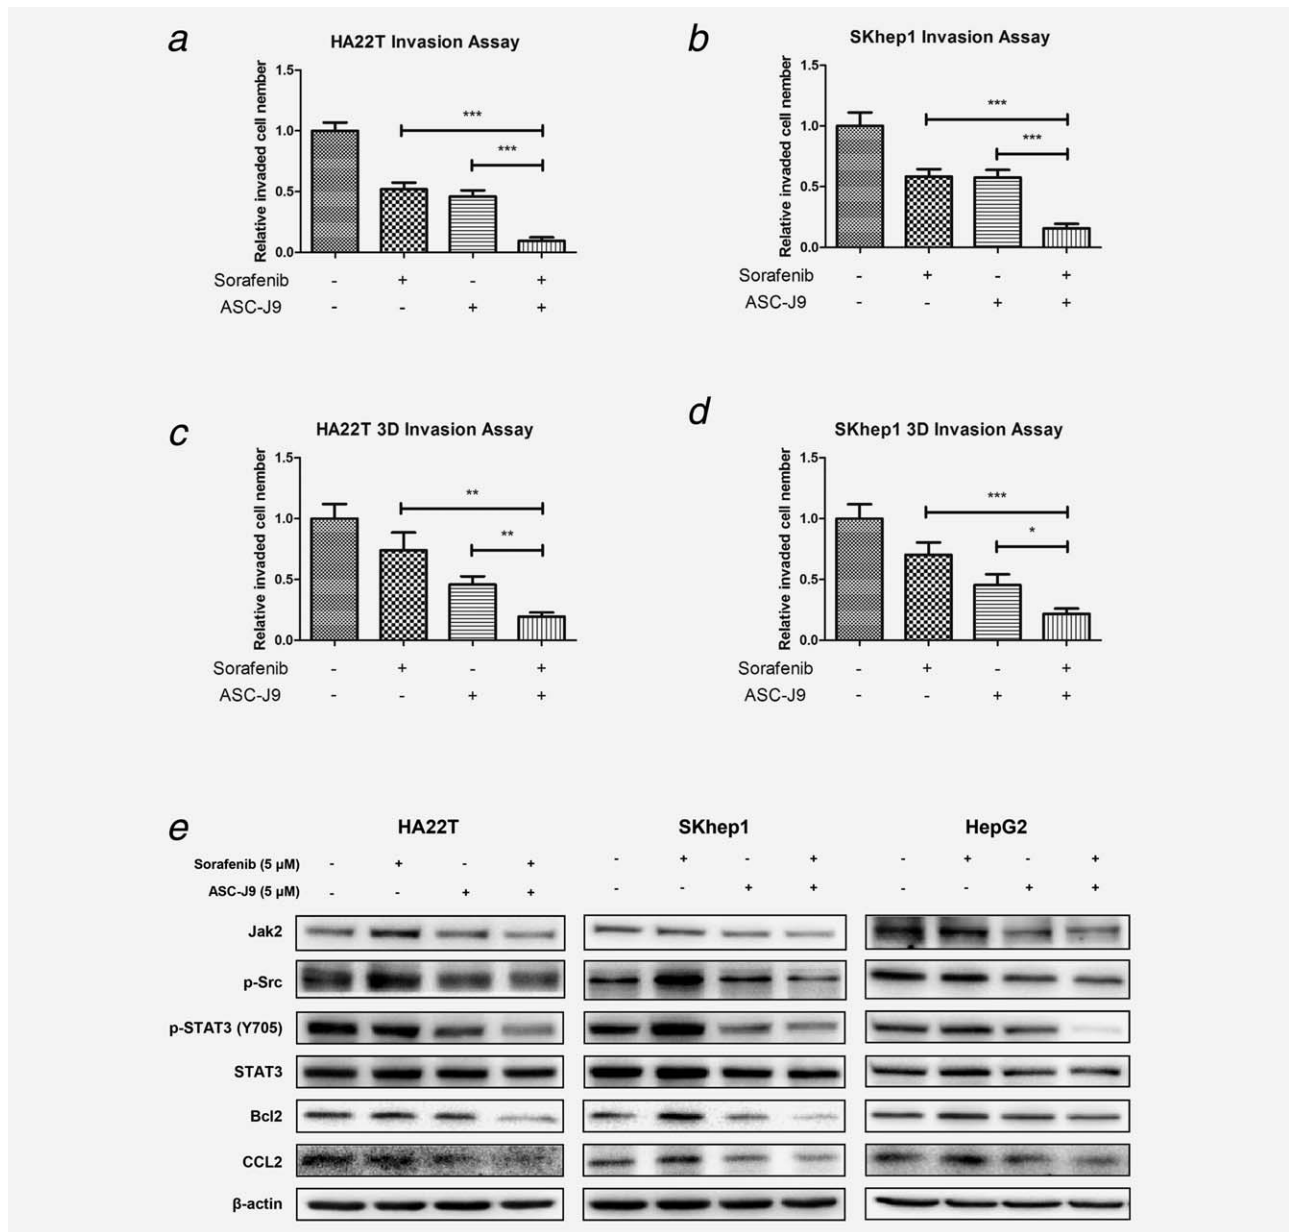 a
HA22T Invasion Assay
Relative invaded cell nember
1.5
1.0
0.5
0.0
***
***
Sorafenib - + - +
ASC-J9 - - + +
b
SKhep1 Invasion Assay
Relative invaded cell nember
1.5
1.0
0.5
0.0
***
***
Sorafenib - + - +
ASC-J9 - - + +
c
HA22T 3D Invasion Assay
Relative invaded cell nember
1.5
1.0
0.5
0.0
**
**
Sorafenib - + - +
ASC-J9 - - + +
d
SKhep1 3D Invasion Assay
Relative invaded cell nember
1.5
1.0
0.5
0.0
***
*
Sorafenib - + - +
ASC-J9 - - + +
e
HA22T SKhep1 HepG2
Sorafenib (5 µM) - + - + - + - + - + - +
ASC-J9 (5 µM) - - + + - - + + - - + +
Jak2
p-Src
p-STAT3 (Y705)
STAT3
Bcl2
CCL2
β-actin